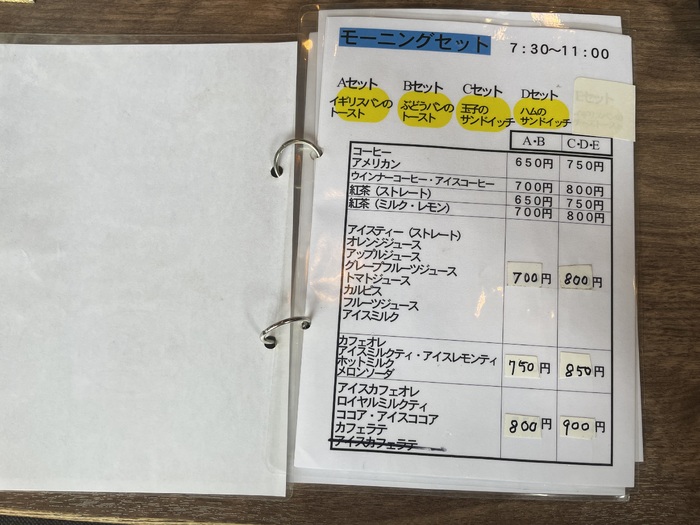 モーニングセット 7:30～11:00
Aセット Bセット Cセット Dセット
イギリスパンの ぶどうパンの 玉子の ハムの
トースト トースト サンドイッチ サンドイッチ
A・B C・D・E
コーヒー
アメリカン 650円 750円
ウインナーコーヒー・アイスコーヒー 700円 800円
紅茶（ストレート） 650円 750円
紅茶（ミルク・レモン） 700円 800円
アイスティー（ストレート）
オレンジジュース
アップルジュース
グレープフルーツジュース
トマトジュース 700円 800円
カルピス
フルーツジュース
アイスミルク
カフェオレ
アイスミルクティ・アイスレモンティ
ホットミルク 750円 850円
メロンソーダ
アイスカフェオレ
ロイヤルミルクティ
ココア・アイスココア 800円 900円
カフェラテ
アイスカフェラテ